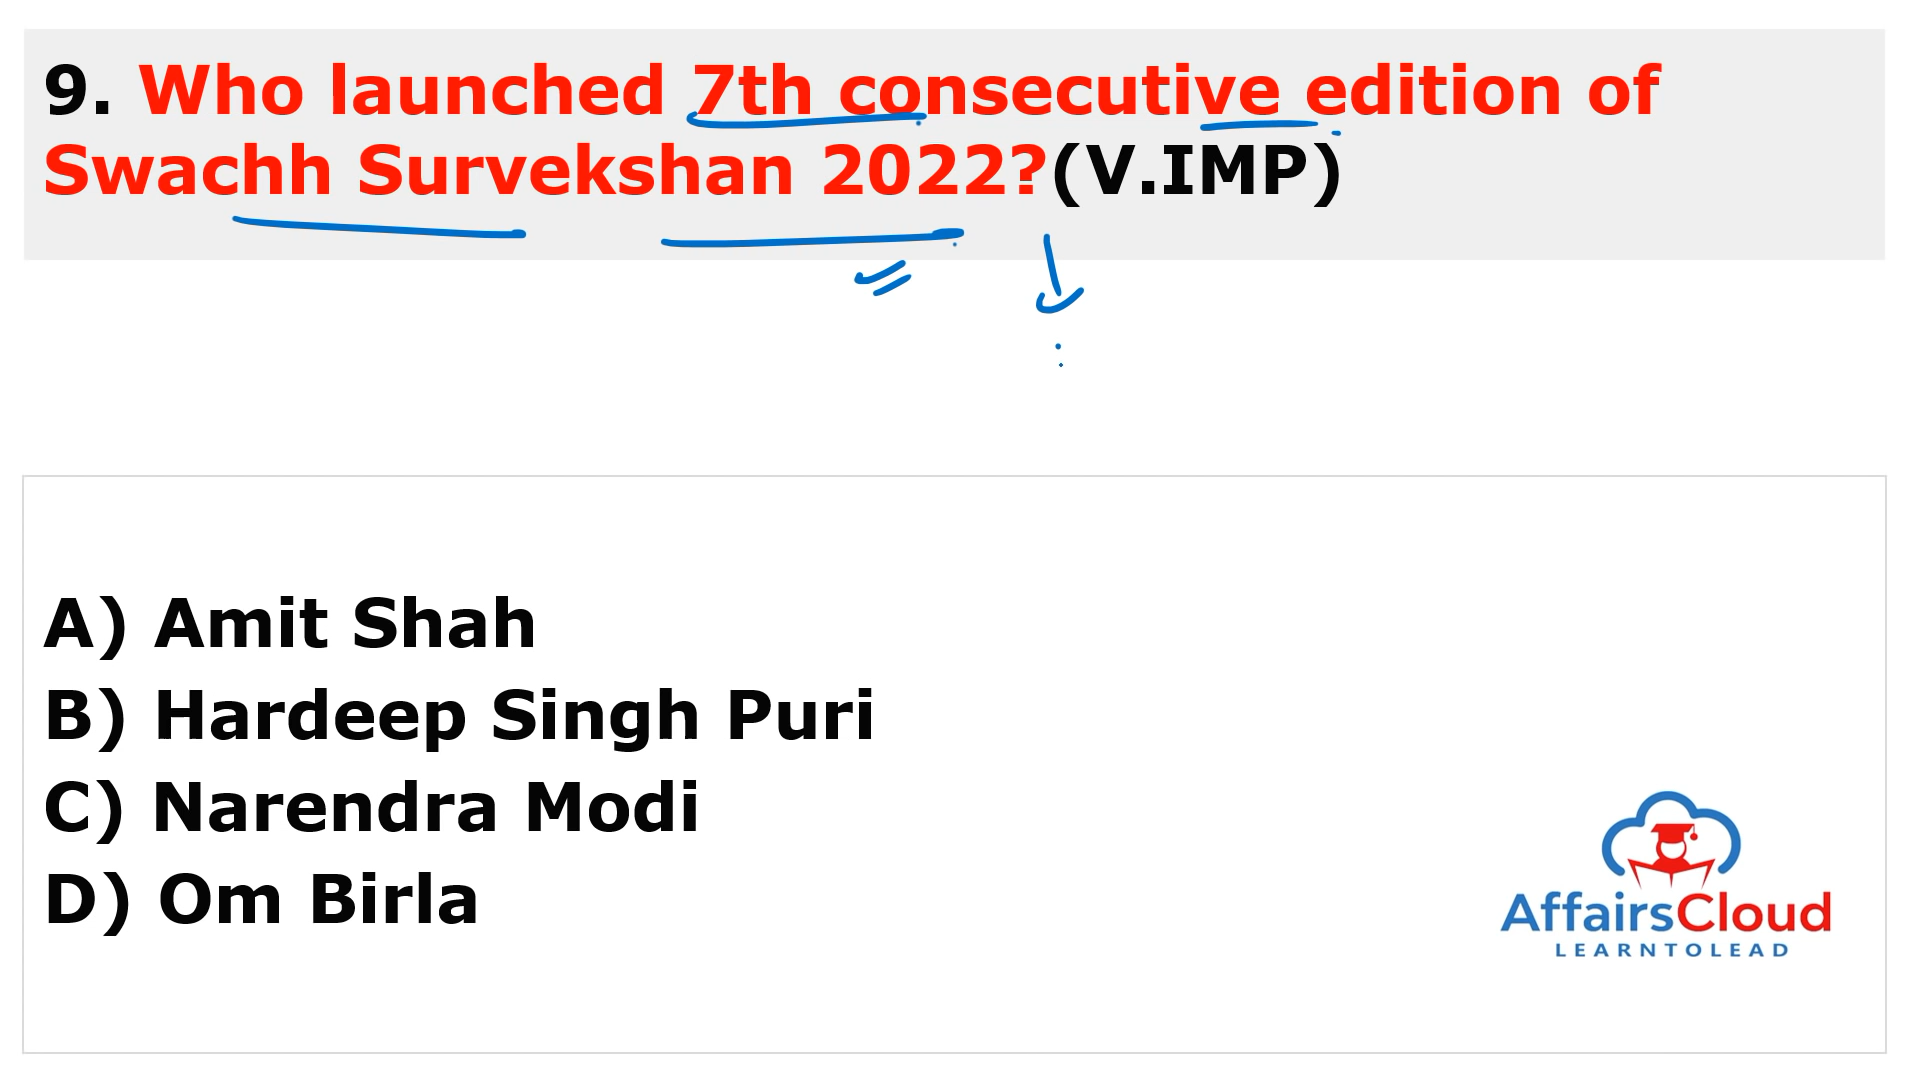 9. Who launched 7th consecutive edition of
Swachh Survekshan 2022?(V.IMP)
A) Amit Shah
B) Hardeep Singh Puri
C) Narendra Modi
D) Om Birla
AffairsCloud
LEARNTOLEAD